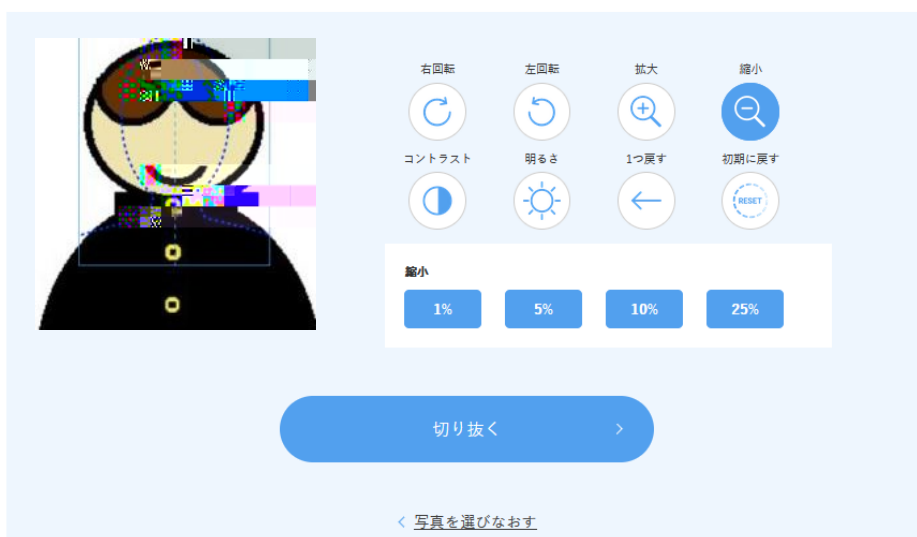 右回転 左回転 拡大 縮小
コントラスト 明るさ 1つ戻す 初期に戻す
RESET
縮小
1% 5% 10% 25%
切り抜く
写真を選びなおす